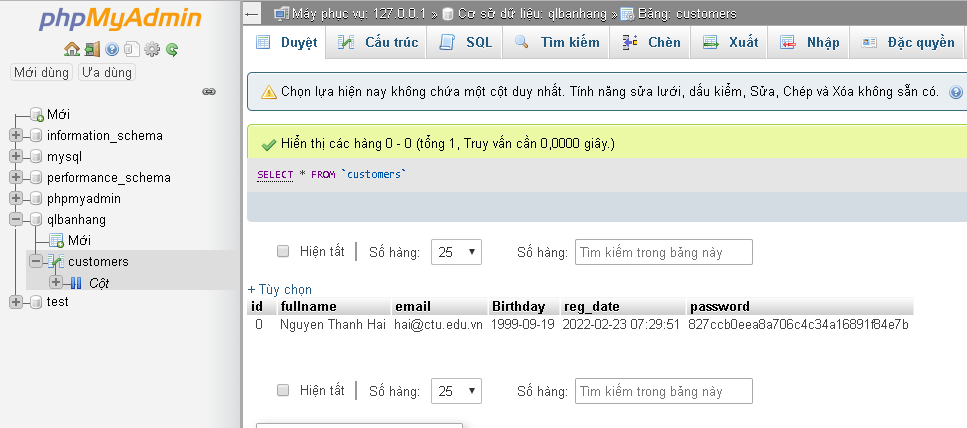 phpMyAdmin
Mới dùng Ưa dùng
Mới
information_schema
mysql
performance_schema
phpmyadmin
qlbanhang
Mới
customers
Cột
test
Máy phục vụ: 127.0.0.1 » Cơ sở dữ liệu: qlbanhang » Bảng: customers
Duyệt Cấu trúc SQL Tìm kiếm Chèn Xuất Nhập Đặc quyền
Chọn lựa hiện nay không chứa một cột duy nhất. Tính năng sửa lưới, dấu kiểm, Sửa, Chép và Xóa không sẵn có.
Hiển thị các hàng 0 - 0 (tổng 1, Truy vấn cần 0,0000 giây.)
SELECT * FROM `customers`
Hiện tất Số hàng: 25 Số hàng: Tìm kiếm trong bảng này
+ Tùy chọn
id fullname email Birthday reg_date password
0 Nguyen Thanh Hai hai@ctu.edu.vn 1999-09-19 2022-02-23 07:29:51 827ccb0eea8a706c4c34a16891f84e7b
Hiện tất Số hàng: 25 Số hàng: Tìm kiếm trong bảng này